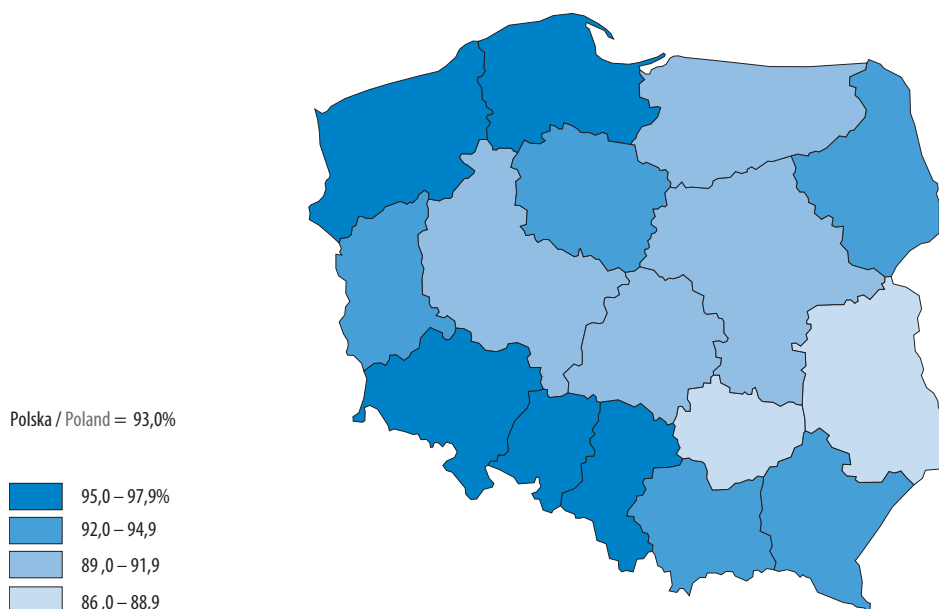 Polska / Poland = 93,0%
95,0 – 97,9%
92,0 – 94,9
89 ,0 – 91,9
86 ,0 – 88,9